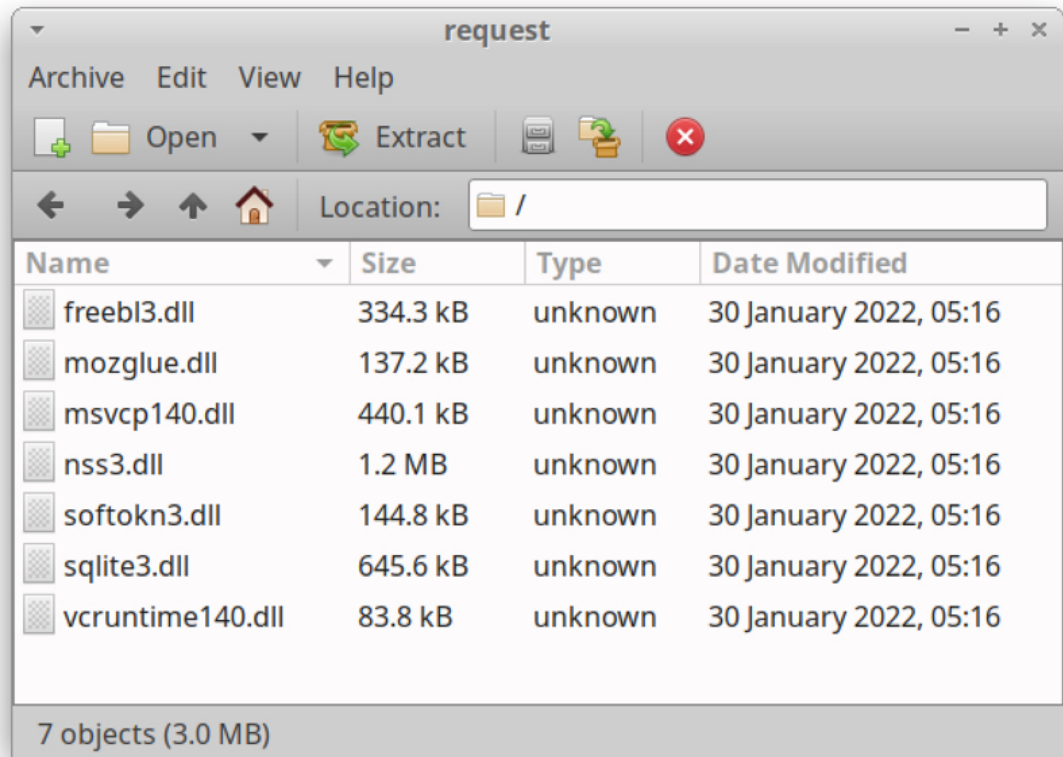 request
Archive Edit View Help
Open Extract
Location: /
Name Size Type Date Modified
freebl3.dll 334.3 kB unknown 30 January 2022, 05:16
mozglue.dll 137.2 kB unknown 30 January 2022, 05:16
msvcp140.dll 440.1 kB unknown 30 January 2022, 05:16
nss3.dll 1.2 MB unknown 30 January 2022, 05:16
softokn3.dll 144.8 kB unknown 30 January 2022, 05:16
sqlite3.dll 645.6 kB unknown 30 January 2022, 05:16
vcruntime140.dll 83.8 kB unknown 30 January 2022, 05:16
7 objects (3.0 MB)